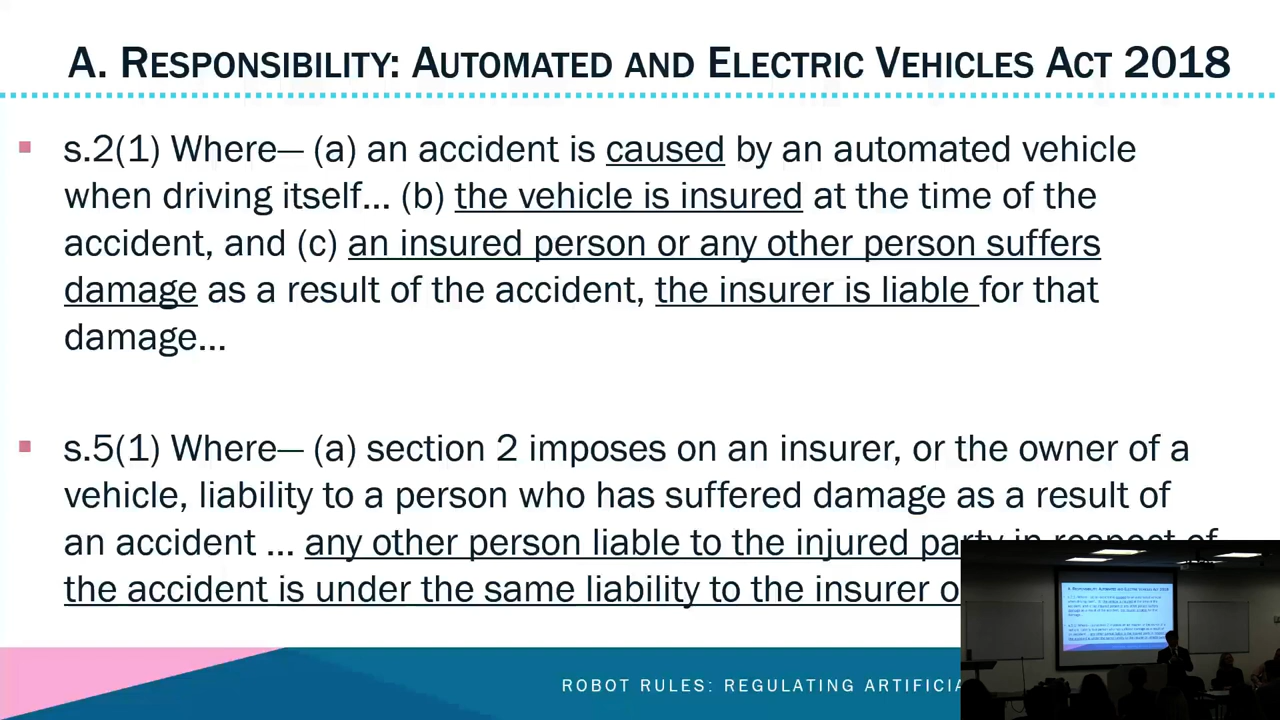 A. RESPONSIBILITY: AUTOMATED AND ELECTRIC VEHICLES ACT 2018
s.2(1) Where— (a) an accident is caused by an automated vehicle
when driving itself... (b) the vehicle is insured at the time of the
accident, and (c) an insured person or any other person suffers
damage as a result of the accident, the insurer is liable for that
damage...
s.5(1) Where— (a) section 2 imposes on an insurer, or the owner of a
vehicle, liability to a person who has suffered damage as a result of
an accident ... any other person liable to the injured party in respect of
the accident is under the same liability to the insurer o
ROBOT RULES: REGULATING ARTIFICIA